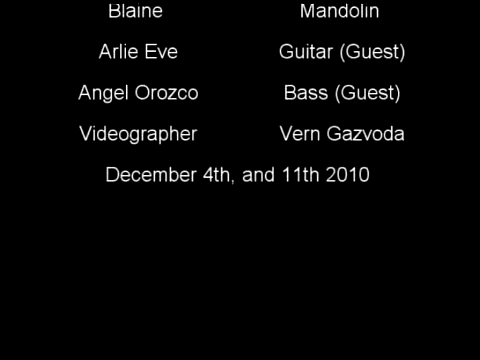 Blaine Mandolin
Arlie Eve Guitar (Guest)
Angel Orozco Bass (Guest)
Videographer Vern Gazvoda
December 4th, and 11th 2010